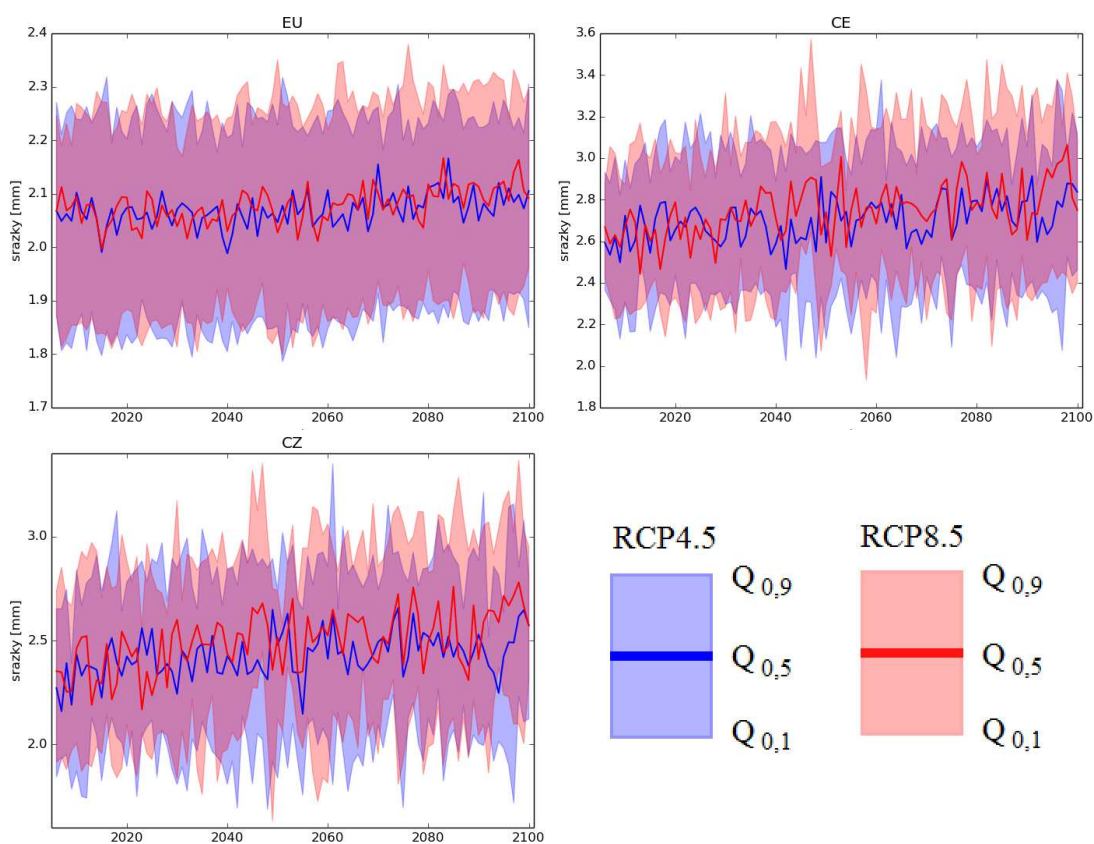 EU
2.4
2.3
2.2
2.1
2.0
1.9
1.8
1.7
srazky [mm]
2020 2040 2060 2080 2100
CE
3.6
3.4
3.2
3.0
2.8
2.6
2.4
2.2
2.0
1.8
srazky [mm]
2020 2040 2060 2080 2100
CZ
3.0
2.5
2.0
srazky [mm]
2020 2040 2060 2080 2100
RCP4.5
Q 0,9
Q 0,5
Q 0,1
RCP8.5
Q 0,9
Q 0,5
Q 0,1